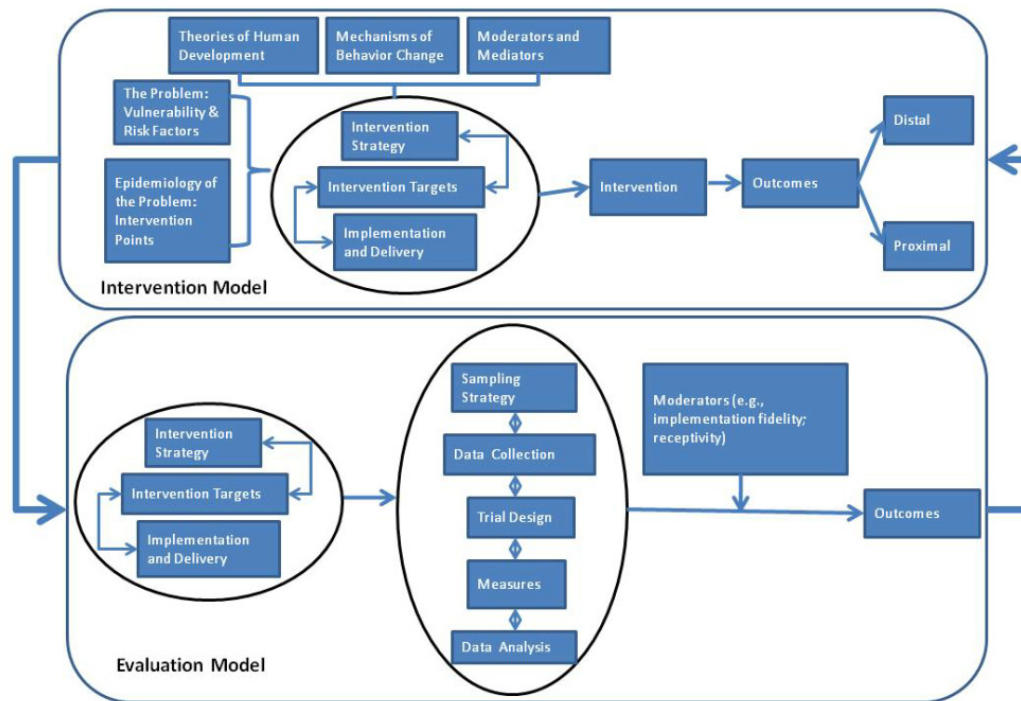 Theories of Human
Development
Mechanisms of
Behavior Change
Moderators and
Mediators
The Problem:
Vulnerability &
Risk Factors
Epidemiology of
the Problem:
Intervention
Points
Intervention
Strategy
Intervention Targets
Implementation
and Delivery
Intervention
Outcomes
Distal
Proximal
Intervention Model
Intervention
Strategy
Intervention Targets
Implementation
and Delivery
Sampling
Strategy
Data Collection
Trial Design
Measures
Data Analysis
Moderators (e.g.,
implementation fidelity;
receptivity)
Outcomes
Evaluation Model